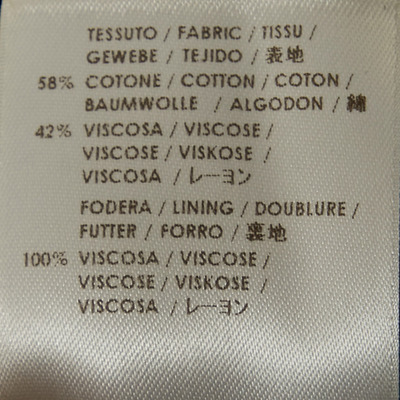 TESSUTO / FABRIC / TISSU /
GEWEBE / TEJIDO / 表地
58% COTONE / COTTON / COTON /
BAUMWOLLE / ALGODON / 綿
42% VISCOSA / VISCOSE /
VISCOSE / VISKOSE /
VISCOSA / レーヨン
FODERA / LINING / DOUBLURE /
FUTTER / FORRO / 裏地
100% VISCOSA / VISCOSE /
VISCOSE / VISKOSE /
VISCOSA / レーヨン